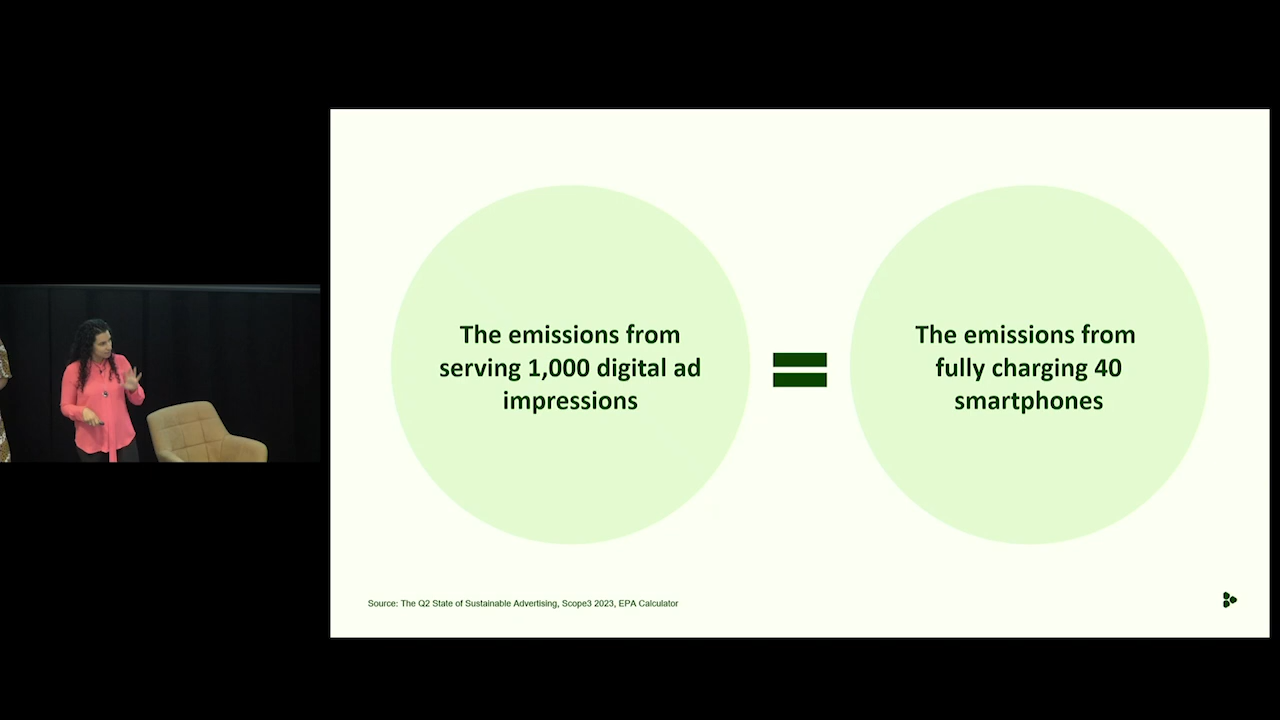 The emissions from
serving 1,000 digital ad
impressions
The emissions from
fully charging 40
smartphones
Source: The Q2 State of Sustainable Advertising, Scope3 2023, EPA Calculator